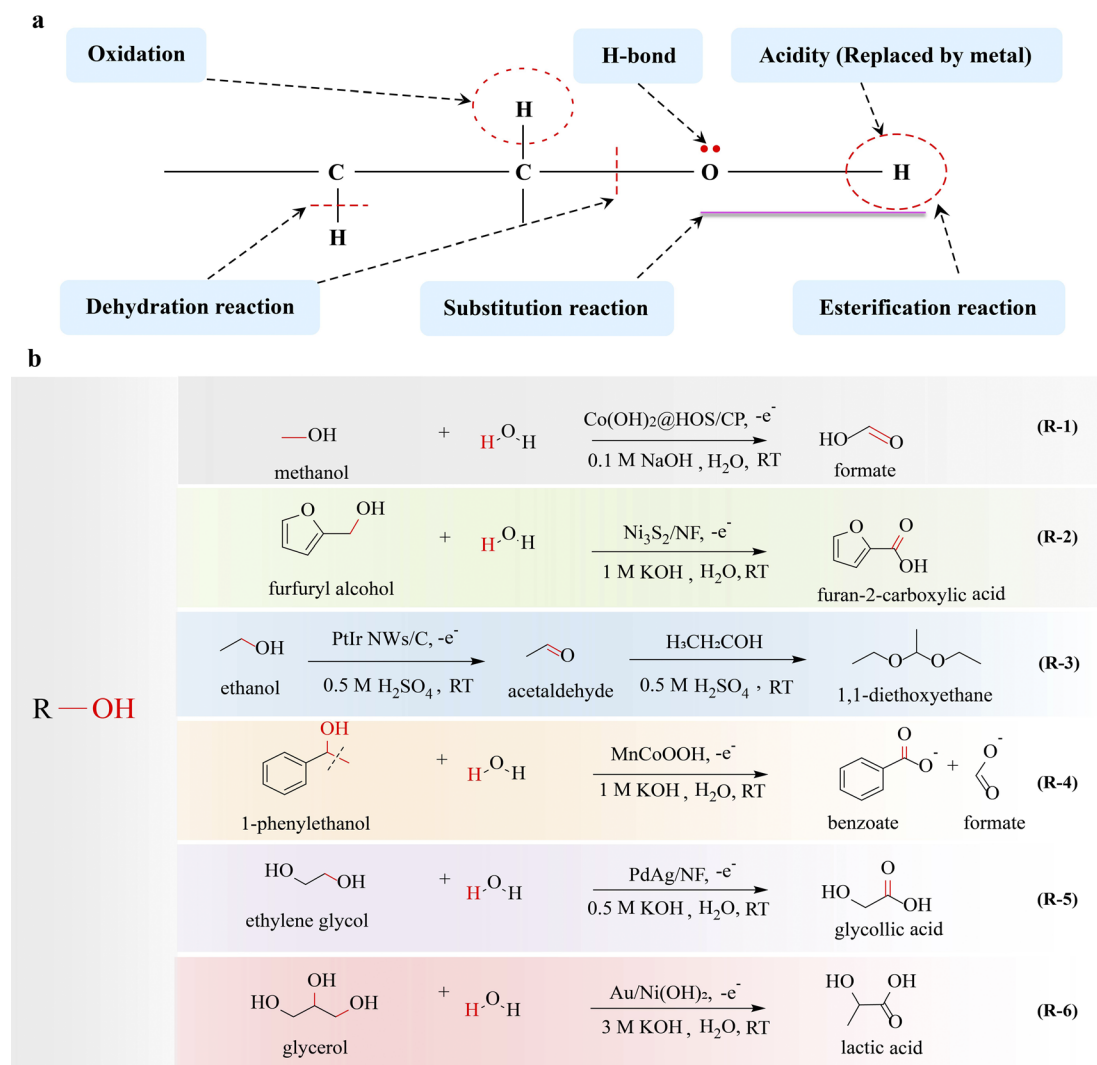 a
Oxidation
H-bond
Acidity (Replaced by metal)
H
C
C
O
H
H
Dehydration reaction
Substitution reaction
Esterification reaction
b
R — OH
OH
methanol
+
H O H
Co(OH)₂@HOS/CP, -e⁻
0.1 M NaOH , H₂O, RT
HO O
formate
(R-1)
O OH
furfuryl alcohol
+
H O H
Ni₃S₂/NF, -e⁻
1 M KOH , H₂O, RT
O O OH
furan-2-carboxylic acid
(R-2)
OH
ethanol
PtIr NWs/C, -e⁻
0.5 M H₂SO₄ , RT
O
acetaldehyde
H₃CH₂COH
0.5 M H₂SO₄ , RT
O O
1,1-diethoxyethane
(R-3)
OH
1-phenylethanol
+
H O H
MnCoOOH, -e⁻
1 M KOH , H₂O, RT
O O⁻
benzoate
+
O⁻ O
formate
(R-4)
HO OH
ethylene glycol
+
H O H
PdAg/NF, -e⁻
0.5 M KOH , H₂O, RT
HO O OH
glycollic acid
(R-5)
HO OH OH
glycerol
+
H O H
Au/Ni(OH)₂, -e⁻
3 M KOH , H₂O, RT
HO OH O
lactic acid
(R-6)